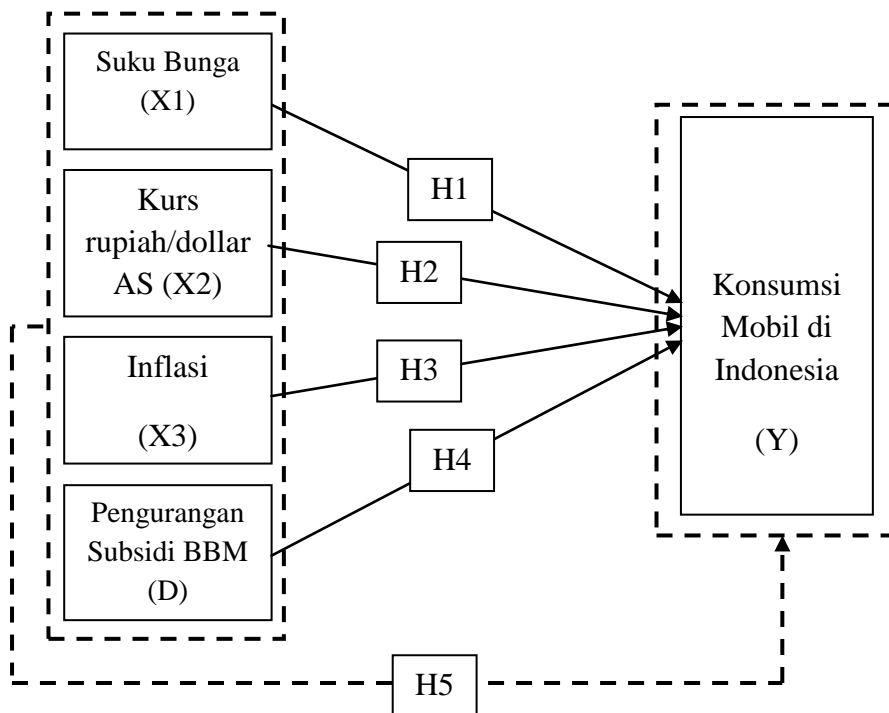 Suku Bunga
(X1)
Kurs
rupiah/dollar
AS (X2)
Inflasi
(X3)
Pengurangan
Subsidi BBM
(D)
H1
H2
H3
H4
Konsumsi
Mobil di
Indonesia
(Y)
H5